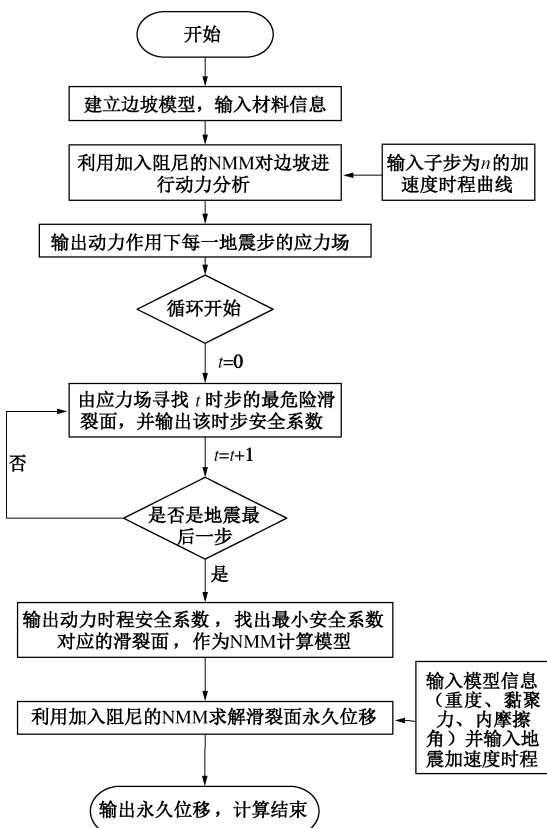 开始
建立边坡模型，输入材料信息
利用加入阻尼的NMM对边坡进
行动力分析
输入子步为n的加
速度时程曲线
输出动力作用下每一地震步的应力场
循环开始
t=0
由应力场寻找 t 时步的最危险滑
裂面，并输出该时步安全系数
否
t=t+1
是否是地震最
后一步
是
输出动力时程安全系数，找出最小安全系数
对应的滑裂面，作为NMM计算模型
利用加入阻尼的NMM求解滑裂面永久位移
输入模型信息
（重度、黏聚
力、内摩擦
角）并输入地
震加速度时程
输出永久位移，计算结束